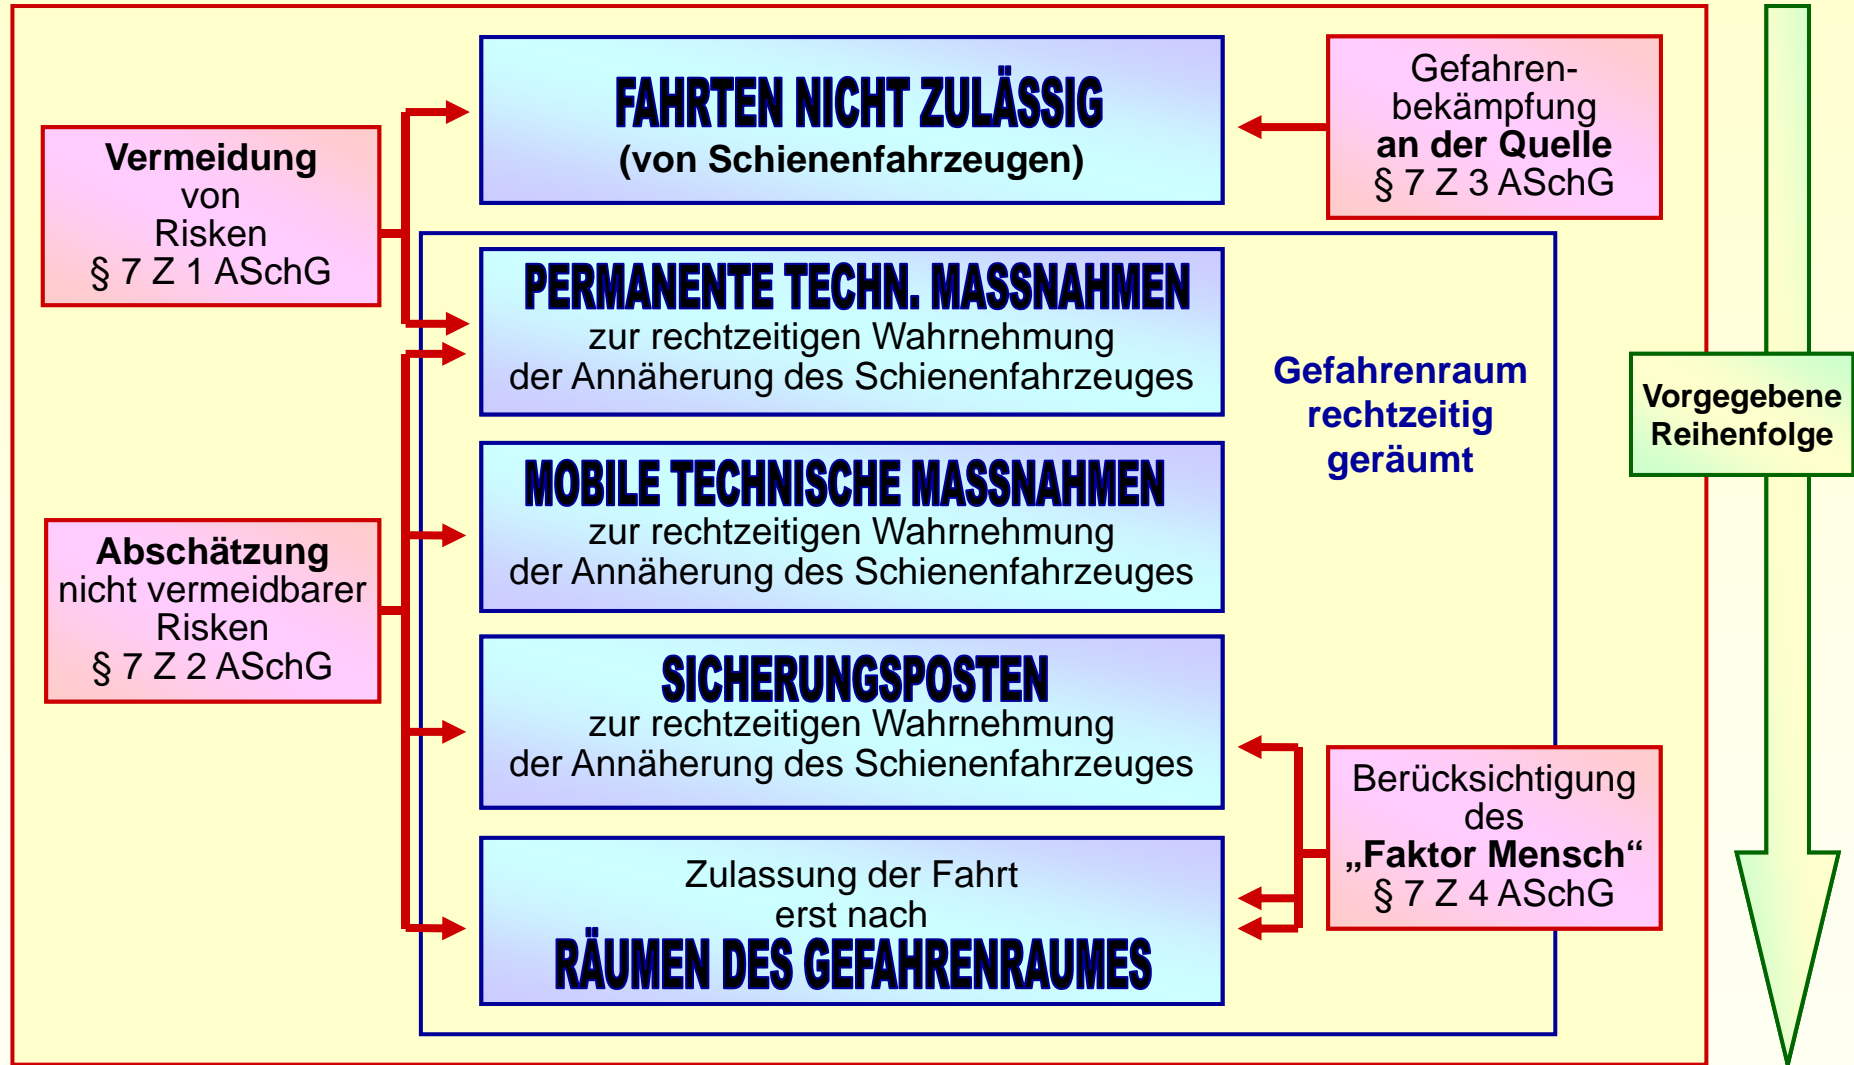 FAHRTEN NICHT ZULÄSSIG
(von Schienenfahrzeugen)
Gefahren-
bekämpfung
an der Quelle
§ 7 Z 3 ASchG
Vermeidung
von
Risken
§ 7 Z 1 ASchG
PERMANENTE TECHN. MASSNAHMEN
zur rechtzeitigen Wahrnehmung
der Annäherung des Schienenfahrzeuges
Gefahrenraum
rechtzeitig
geräumt
Vorgegebene
Reihenfolge
MOBILE TECHNISCHE MASSNAHMEN
zur rechtzeitigen Wahrnehmung
der Annäherung des Schienenfahrzeuges
Abschätzung
nicht vermeidbarer
Risken
§ 7 Z 2 ASchG
SICHERUNGSPOSTEN
zur rechtzeitigen Wahrnehmung
der Annäherung des Schienenfahrzeuges
Berücksichtigung
des
„Faktor Mensch“
§ 7 Z 4 ASchG
Zulassung der Fahrt
erst nach
RÄUMEN DES GEFAHRENRAUMES